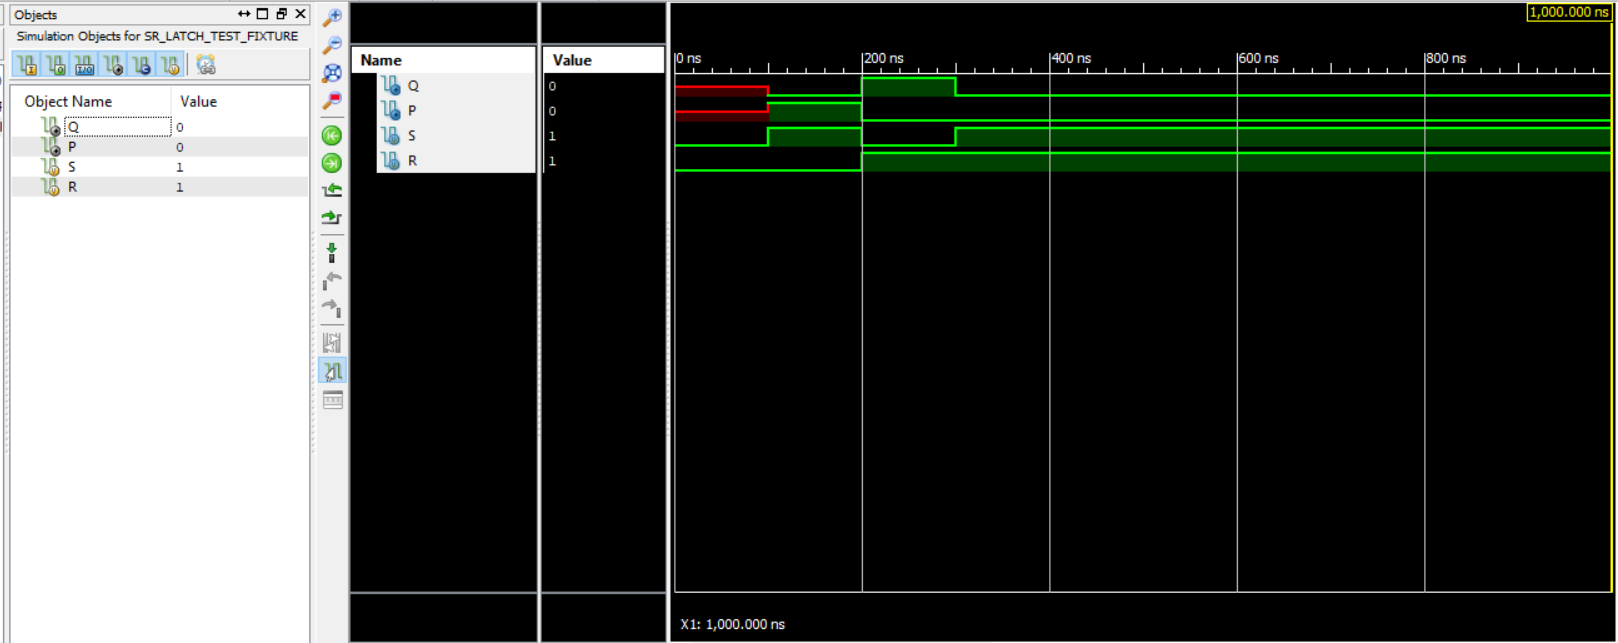 Objects
Simulation Objects for SR_LATCH_TEST_FIXTURE
Object Name Value
Q 0
P 0
S 1
R 1
Name Value
Q 0
P 0
S 1
R 1
1,000.000 ns
0 ns 200 ns 400 ns 600 ns 800 ns
X1: 1,000.000 ns